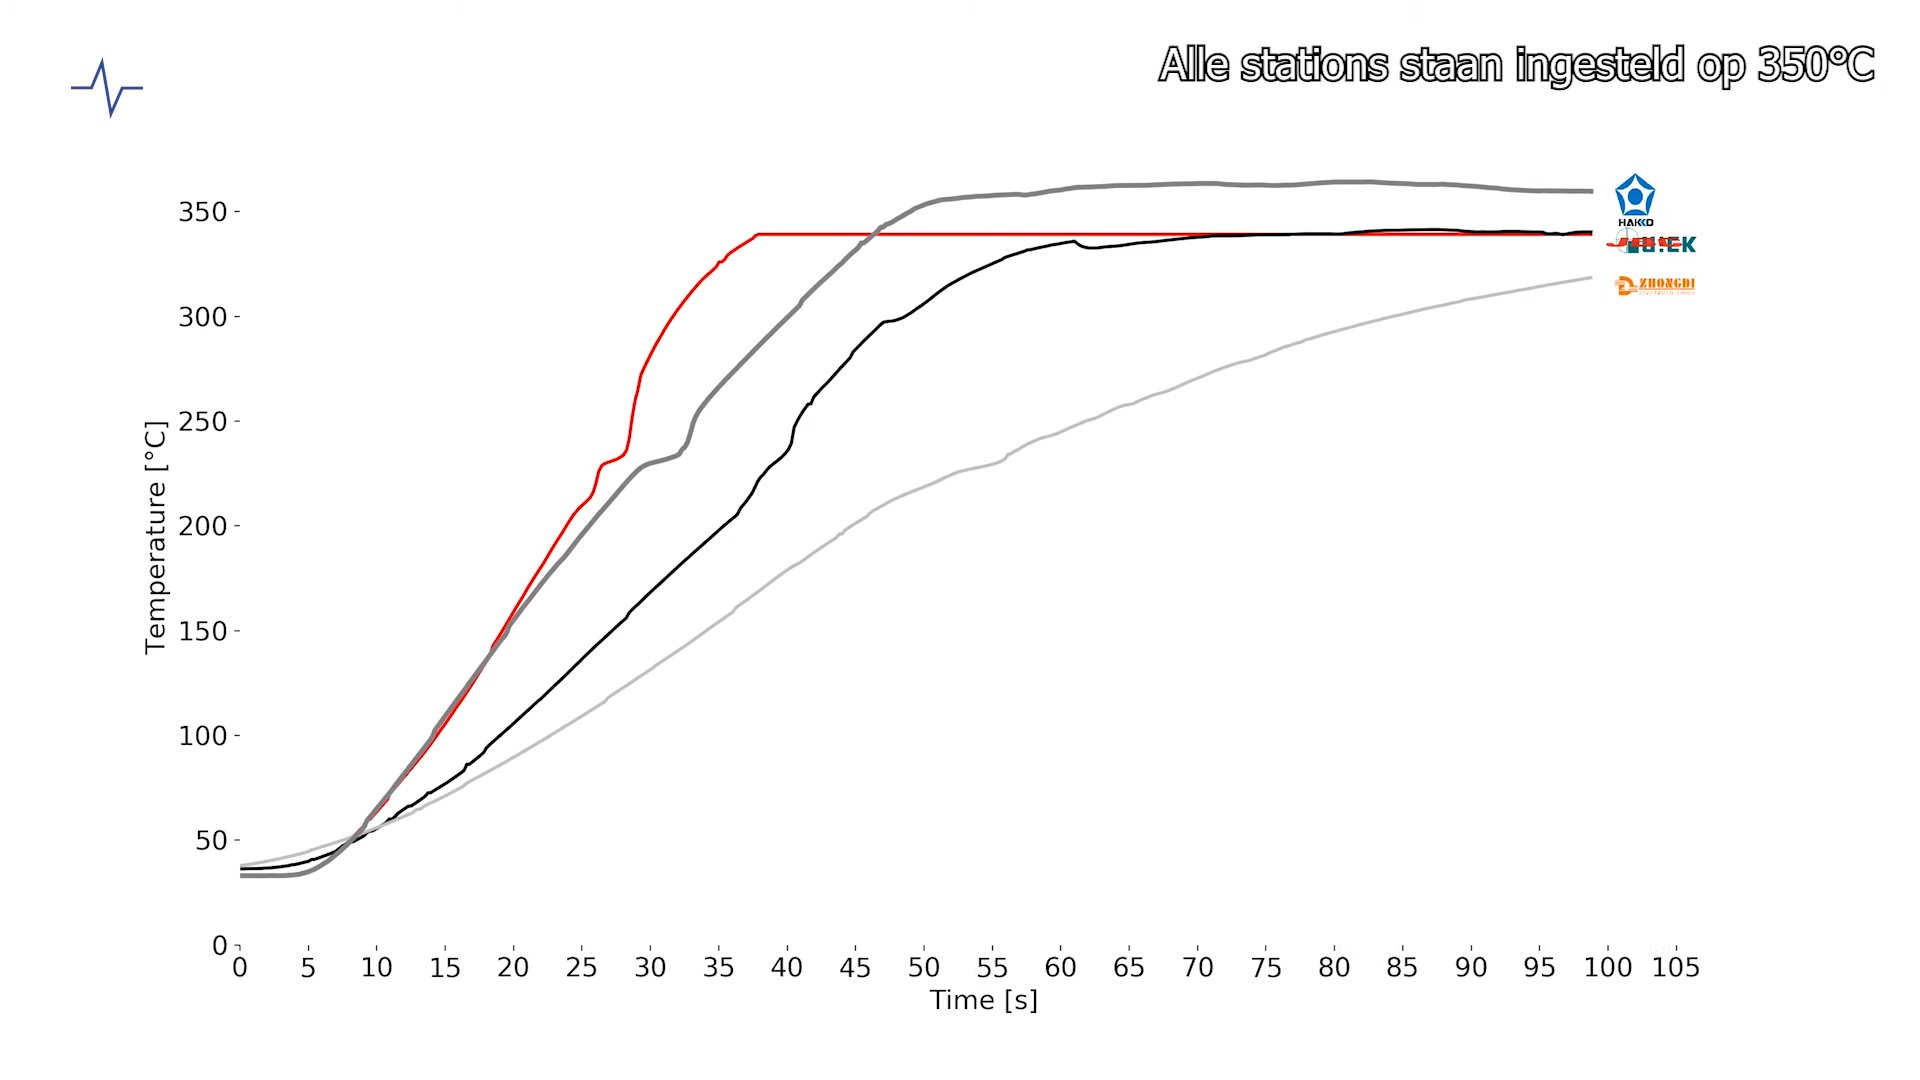 Alle stations staan ingesteld op 350°C
350
300
250
200
150
100
50
0
Temperature [°C]
0 5 10 15 20 25 30 35 40 45 50 55 60 65 70 75 80 85 90 95 100 105
Time [s]
HAKKO
ZHONGDI